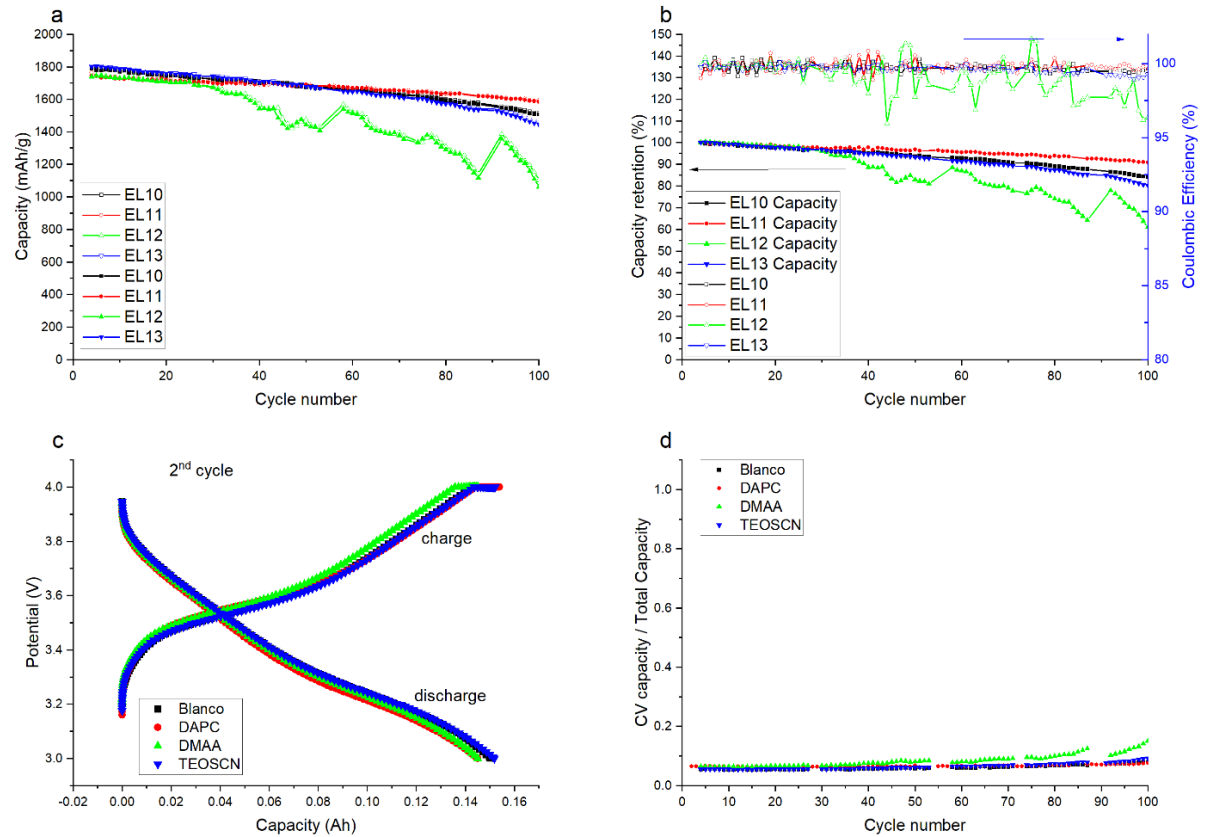 a
2000
1800
1600
1400
1200
1000
800
600
400
200
0
Capacity (mAh/g)
EL10
EL11
EL12
EL13
EL10
EL11
EL12
EL13
0 20 40 60 80 100
Cycle number
b
150
140
130
120
110
100
90
80
70
60
50
40
30
20
10
0
Capacity retention (%)
EL10 Capacity
EL11 Capacity
EL12 Capacity
EL13 Capacity
EL10
EL11
EL12
EL13
100
95
90
85
80
Coulombic Efficiency (%)
0 20 40 60 80 100
Cycle number
c
2nd cycle
4.0
3.8
3.6
3.4
3.2
3.0
Potential (V)
charge
discharge
Blanco
DAPC
DMAA
TEOSCN
-0.02 0.00 0.02 0.04 0.06 0.08 0.10 0.12 0.14 0.16
Capacity (Ah)
d
Blanco
DAPC
DMAA
TEOSCN
1.0
0.8
0.6
0.4
0.2
0.0
CV capacity / Total Capacity
0 10 20 30 40 50 60 70 80 90 100
Cycle number